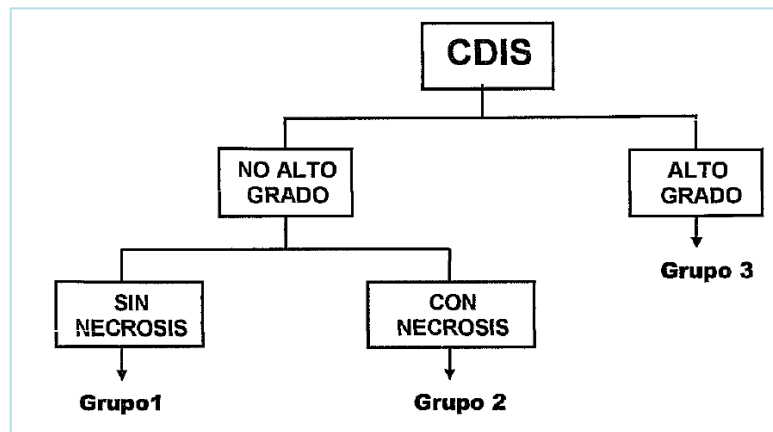 CDIS
NO ALTO
GRADO
ALTO
GRADO
Grupo 3
SIN
NECROSIS
CON
NECROSIS
Grupo1
Grupo 2